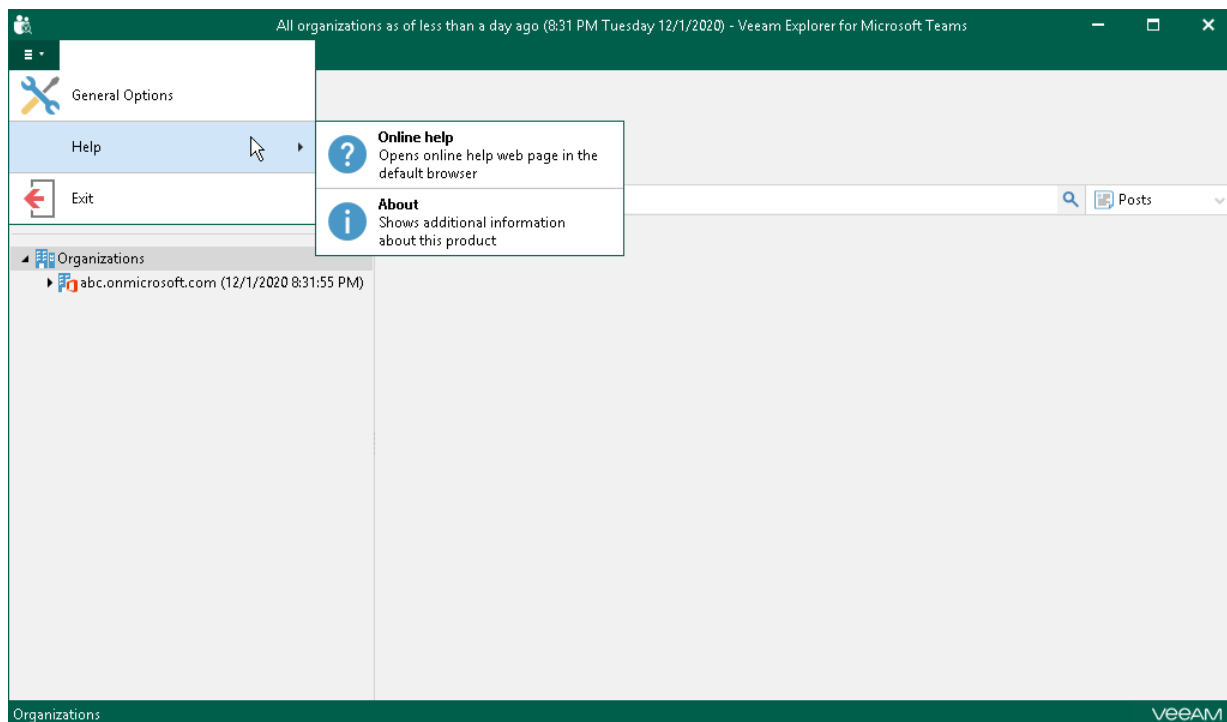 All organizations as of less than a day ago (8:31 PM Tuesday 12/1/2020) - Veeam Explorer for Microsoft Teams
General Options
Help
Online help
Opens online help web page in the
default browser
Exit
About
Shows additional information
about this product
Posts
Organizations
abc.onmicrosoft.com (12/1/2020 8:31:55 PM)
Organizations
VEEAM